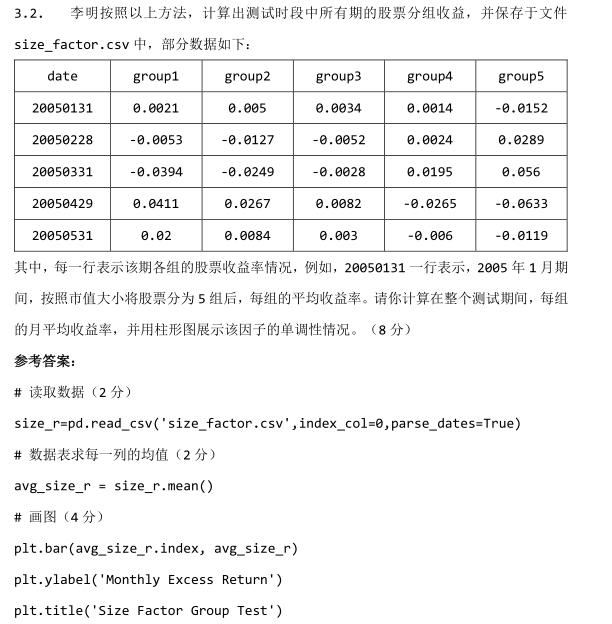 3.2. 李明按照以上方法，计算出测试时段中所有期的股票分组收益，并保存于文件
size_factor.csv 中，部分数据如下：
date group1 group2 group3 group4 group5
20050131 0.0021 0.005 0.0034 0.0014 -0.0152
20050228 -0.0053 -0.0127 -0.0052 0.0024 0.0289
20050331 -0.0394 -0.0249 -0.0028 0.0195 0.056
20050429 0.0411 0.0267 0.0082 -0.0265 -0.0633
20050531 0.02 0.0084 0.003 -0.006 -0.0119
其中，每一行表示该期各组的股票收益率情况，例如，20050131 一行表示，2005 年 1 月期
间，按照市值大小将股票分为 5 组后，每组的平均收益率。请你计算在整个测试期间，每组
的月平均收益率，并用柱形图展示该因子的单调性情况。（8 分）
参考答案：
# 读取数据（2 分）
size_r=pd.read_csv('size_factor.csv',index_col=0,parse_dates=True)
# 数据表求每一列的均值（2 分）
avg_size_r = size_r.mean()
# 画图（4 分）
plt.bar(avg_size_r.index, avg_size_r)
plt.ylabel('Monthly Excess Return')
plt.title('Size Factor Group Test')